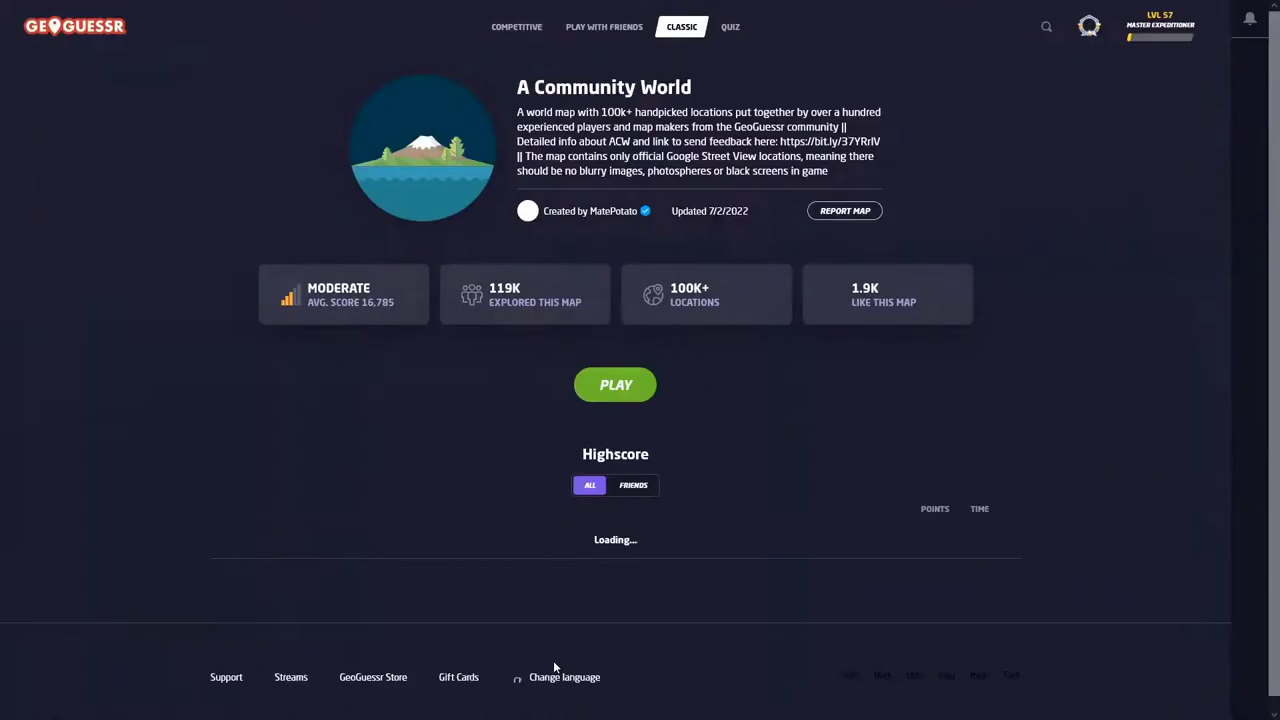 GEOGUESSR
COMPETITIVE
PLAY WITH FRIENDS
CLASSIC
QUIZ
LVL 57
MASTER EXPEDITIONER
A Community World
A world map with 100k+ handpicked locations put together by over a hundred
experienced players and map makers from the GeoGuessr community ||
Detailed info about ACW and link to send feedback here: https://bit.ly/37YRrIV
|| The map contains only official Google Street View locations, meaning there
should be no blurry images, photospheres or black screens in game
Created by MatePotato
Updated 7/2/2022
REPORT MAP
MODERATE
AVG. SCORE 16,785
119K
EXPLORED THIS MAP
100K+
LOCATIONS
1.9K
LIKE THIS MAP
PLAY
Highscore
ALL
FRIENDS
POINTS
TIME
Loading...
Support
Streams
GeoGuessr Store
Gift Cards
Change language